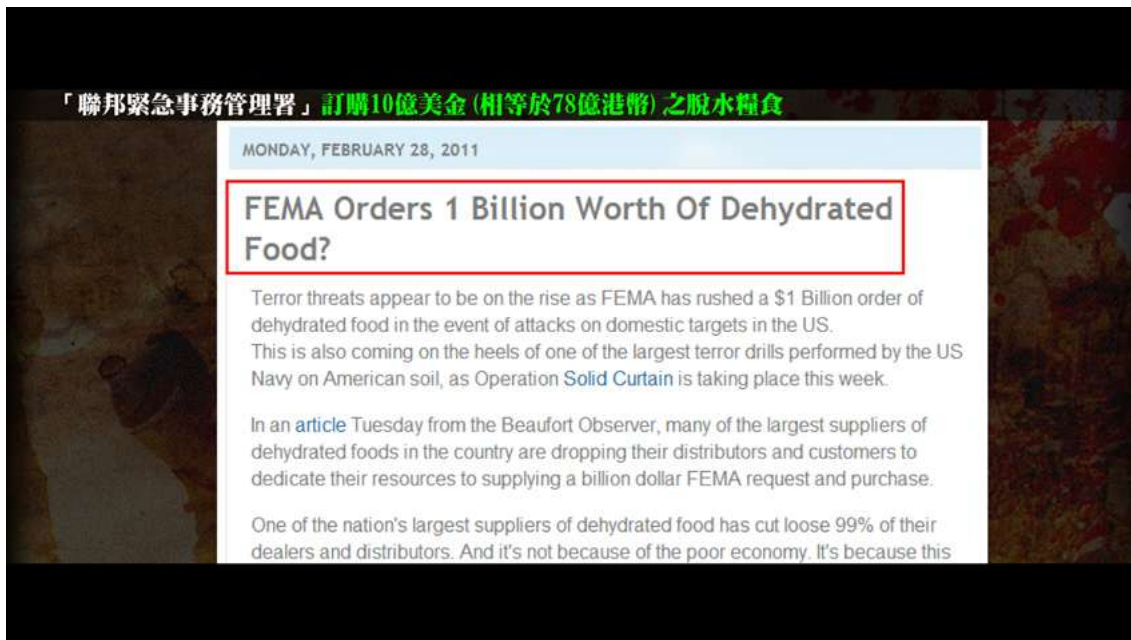 「聯邦緊急事務管理署」訂購10億美金(相等於78億港幣)之脫水糧食
MONDAY, FEBRUARY 28, 2011
FEMA Orders 1 Billion Worth Of Dehydrated
Food?
Terror threats appear to be on the rise as FEMA has rushed a $1 Billion order of
dehydrated food in the event of attacks on domestic targets in the US.
This is also coming on the heels of one of the largest terror drills performed by the US
Navy on American soil, as Operation Solid Curtain is taking place this week.
In an article Tuesday from the Beaufort Observer, many of the largest suppliers of
dehydrated foods in the country are dropping their distributors and customers to
dedicate their resources to supplying a billion dollar FEMA request and purchase.
One of the nation's largest suppliers of dehydrated food has cut loose 99% of their
dealers and distributors. And it's not because of the poor economy. It's because this